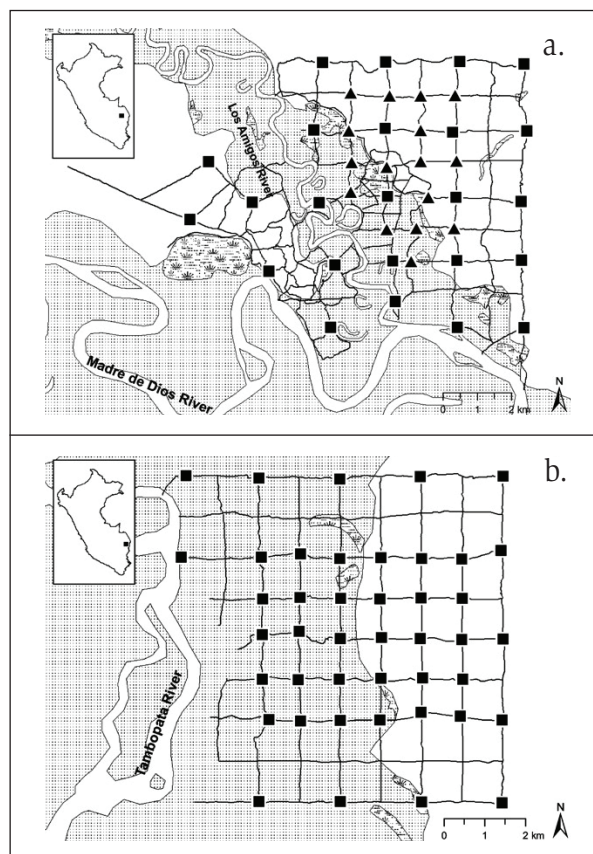 a.
Los Amigos River
Madre de Dios River
0 1 2 km
N
b.
Tambopata River
0 1 2 km
N